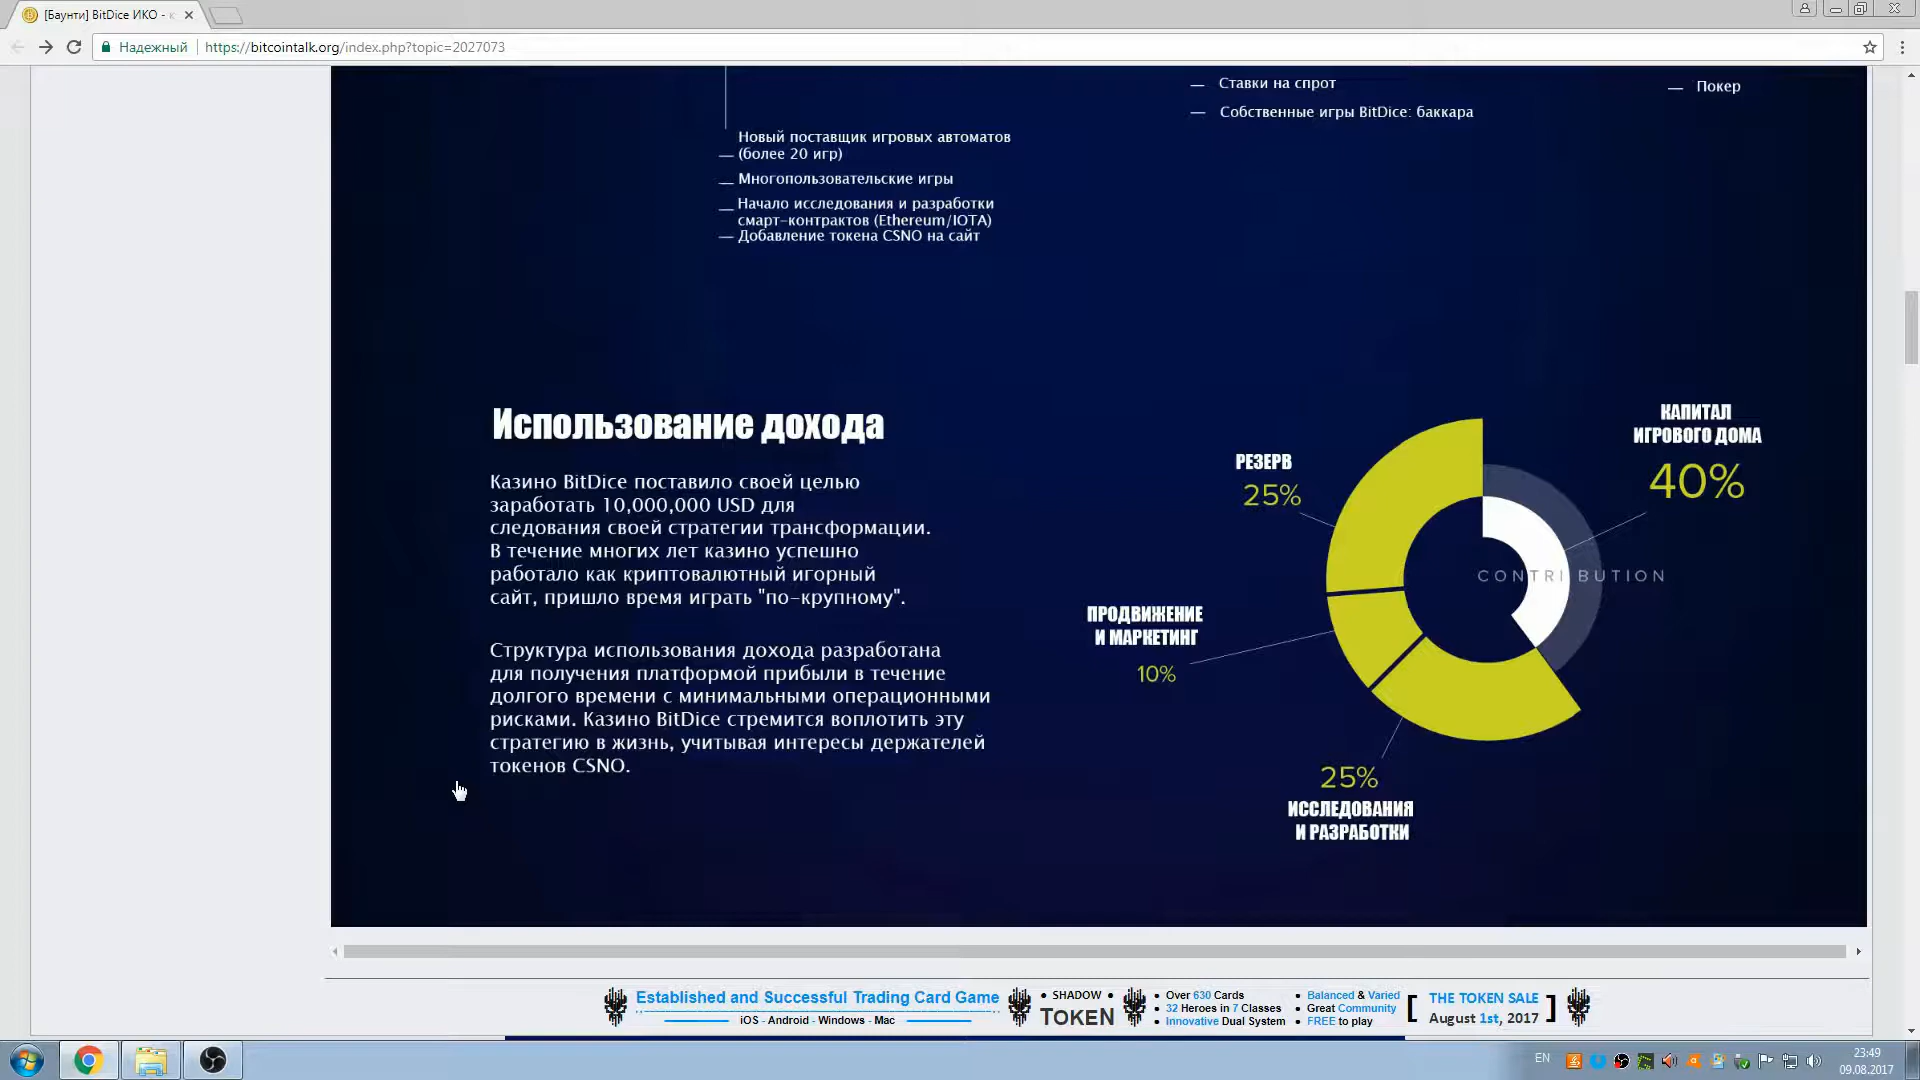 [Баунти] BitDice ИКО -
Надежный
https://bitcointalk.org/index.php?topic=2027073
Ставки на спрот
Собственные игры BitDice: баккара
Покер
Новый поставщик игровых автоматов
(более 20 игр)
Многопользовательские игры
Начало исследования и разработки
смарт-контрактов (Ethereum/IOTA)
Добавление токена CSNO на сайт
Использование дохода
Казино BitDice поставило своей целью
заработать 10,000,000 USD для
следования своей стратегии трансформации.
В течение многих лет казино успешно
работало как криптовалютный игорный
сайт, пришло время играть "по-крупному".
Структура использования дохода разработана
для получения платформой прибыли в течение
долгого времени с минимальными операционными
рисками. Казино BitDice стремится воплотить эту
стратегию в жизнь, учитывая интересы держателей
токенов CSNO.
КАПИТАЛ
ИГРОВОГО ДОМА
40%
РЕЗЕРВ
25%
CONTRIBUTION
ПРОДВИЖЕНИЕ
И МАРКЕТИНГ
10%
25%
ИССЛЕДОВАНИЯ
И РАЗРАБОТКИ
Established and Successful Trading Card Game
iOS - Android - Windows - Mac
• SHADOW •
TOKEN
• Over 630 Cards
• 32 Heroes in 7 Classes
• Innovative Dual System
• Balanced & Varied
• Great Community
• FREE to play
[ THE TOKEN SALE ]
August 1st, 2017
EN
23:49
09.08.2017